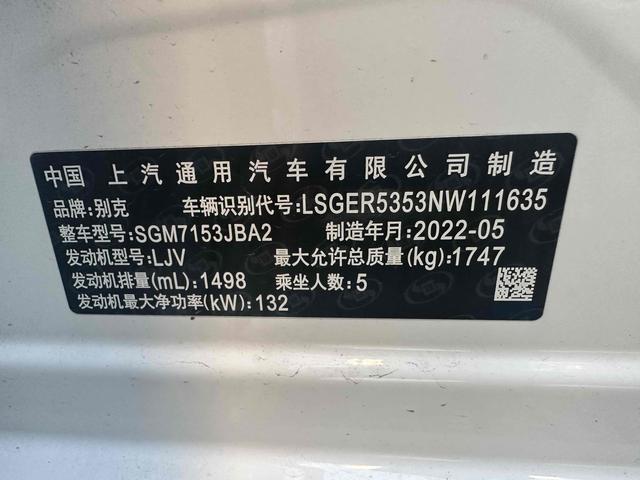 中国 上汽通用汽车有限公司制造
品牌:别克 车辆识别代号:LSGER5353NW111635
整车型号:SGM7153JBA2 制造年月:2022-05
发动机型号:LJV 最大允许总质量(kg):1747
发动机排量(mL):1498 乘坐人数:5
发动机最大净功率(kW):132